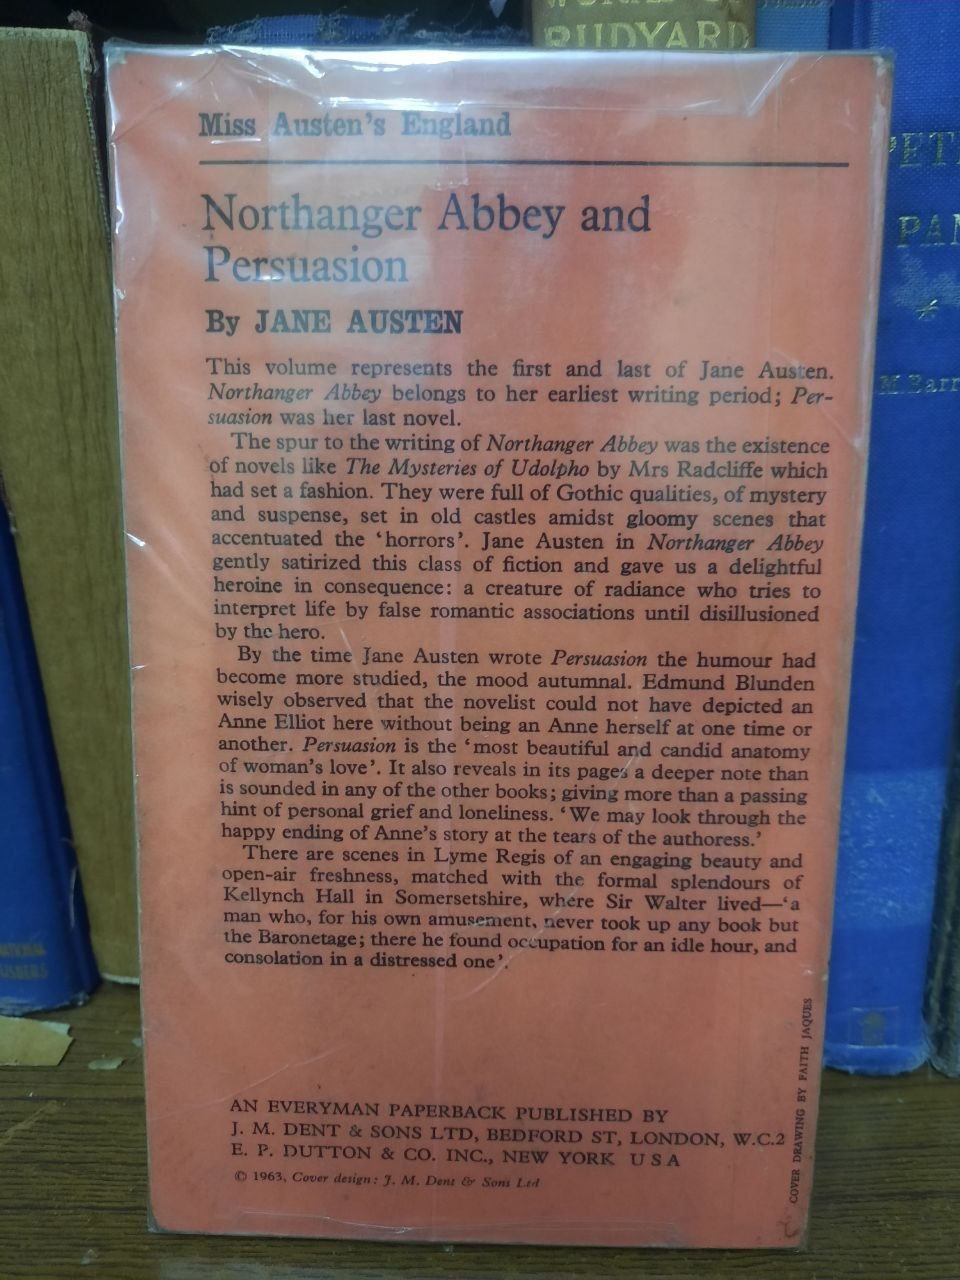 WORKS OF
RUDYARD
Miss Austen's England
Northanger Abbey and
Persuasion
By JANE AUSTEN
This volume represents the first and last of Jane Austen.
Northanger Abbey belongs to her earliest writing period; Per-
suasion was her last novel.
The spur to the writing of Northanger Abbey was the existence
of novels like The Mysteries of Udolpho by Mrs Radcliffe which
had set a fashion. They were full of Gothic qualities, of mystery
and suspense, set in old castles amidst gloomy scenes that
accentuated the 'horrors'. Jane Austen in Northanger Abbey
gently satirized this class of fiction and gave us a delightful
heroine in consequence: a creature of radiance who tries to
interpret life by false romantic associations until disillusioned
by the hero.
By the time Jane Austen wrote Persuasion the humour had
become more studied, the mood autumnal. Edmund Blunden
wisely observed that the novelist could not have depicted an
Anne Elliot here without being an Anne herself at one time or
another. Persuasion is the 'most beautiful and candid anatomy
of woman's love'. It also reveals in its pages a deeper note than
is sounded in any of the other books; giving more than a passing
hint of personal grief and loneliness. 'We may look through the
happy ending of Anne's story at the tears of the authoress.'
There are scenes in Lyme Regis of an engaging beauty and
open-air freshness, matched with the formal splendours of
Kellynch Hall in Somersetshire, where Sir Walter lived—'a
man who, for his own amusement, never took up any book but
the Baronetage; there he found occupation for an idle hour, and
consolation in a distressed one'.
AN EVERYMAN PAPERBACK PUBLISHED BY
J. M. DENT & SONS LTD, BEDFORD ST, LONDON, W.C.2
E. P. DUTTON & CO. INC., NEW YORK USA
© 1963, Cover design: J. M. Dent & Sons Ltd
COVER DRAWING BY FAITH JAQUES
PET
PAN
M. Barr